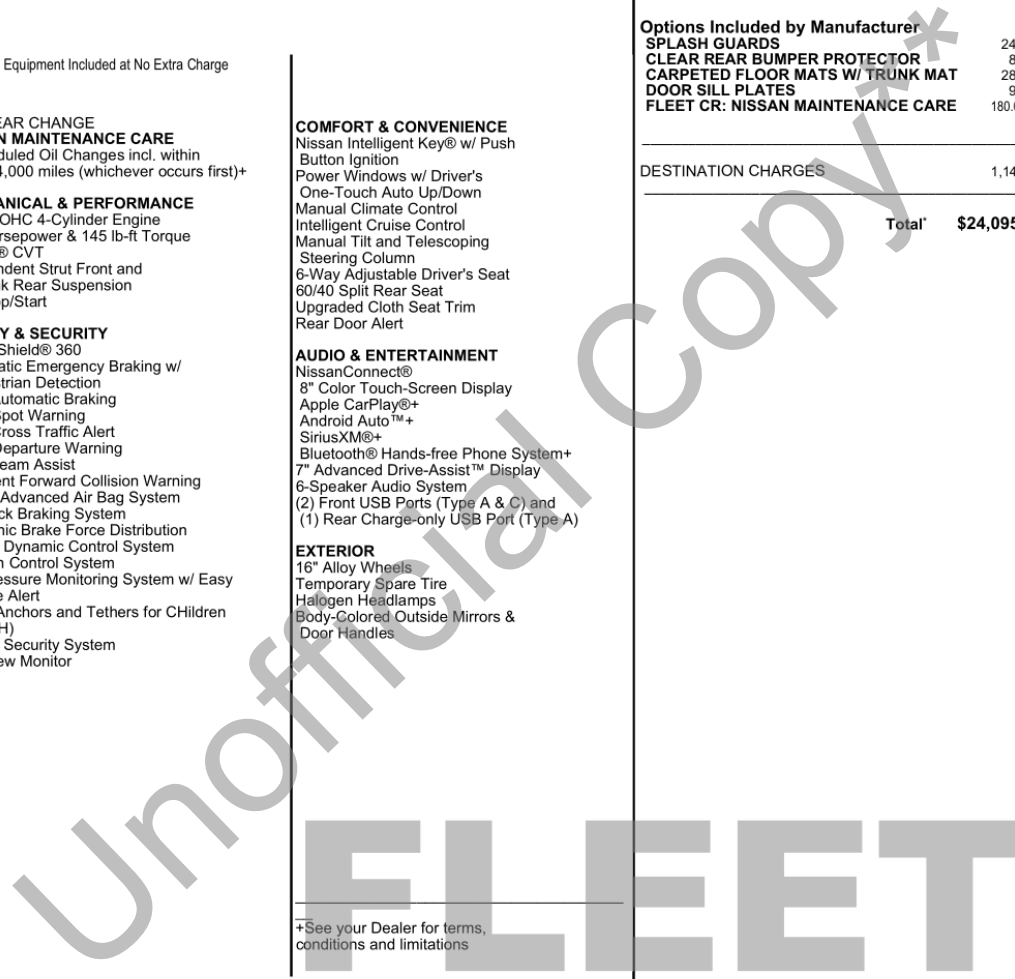 Equipment Included at No Extra Charge
EAR CHANGE
N MAINTENANCE CARE
duled Oil Changes incl. within
4,000 miles (whichever occurs first)+
ANICAL & PERFORMANCE
OHC 4-Cylinder Engine
rsepower & 145 lb-ft Torque
® CVT
ndent Strut Front and
k Rear Suspension
op/Start
Y & SECURITY
Shield® 360
atic Emergency Braking w/
strian Detection
utomatic Braking
pot Warning
ross Traffic Alert
Departure Warning
eam Assist
ent Forward Collision Warning
Advanced Air Bag System
ck Braking System
nic Brake Force Distribution
Dynamic Control System
n Control System
essure Monitoring System w/ Easy
e Alert
Anchors and Tethers for CHildren
H)
Security System
ew Monitor
COMFORT & CONVENIENCE
Nissan Intelligent Key® w/ Push
Button Ignition
Power Windows w/ Driver's
One-Touch Auto Up/Down
Manual Climate Control
Intelligent Cruise Control
Manual Tilt and Telescoping
Steering Column
6-Way Adjustable Driver's Seat
60/40 Split Rear Seat
Upgraded Cloth Seat Trim
Rear Door Alert
AUDIO & ENTERTAINMENT
NissanConnect®
8" Color Touch-Screen Display
Apple CarPlay®+
Android Auto™+
SiriusXM®+
Bluetooth® Hands-free Phone System+
7" Advanced Drive-Assist™ Display
6-Speaker Audio System
(2) Front USB Ports (Type A & C) and
(1) Rear Charge-only USB Port (Type A)
EXTERIOR
16" Alloy Wheels
Temporary Spare Tire
Halogen Headlamps
Body-Colored Outside Mirrors &
Door Handles
+See your Dealer for terms,
conditions and limitations
Options Included by Manufacturer
SPLASH GUARDS 24
CLEAR REAR BUMPER PROTECTOR 8
CARPETED FLOOR MATS W/ TRUNK MAT 28
DOOR SILL PLATES 9
FLEET CR: NISSAN MAINTENANCE CARE 180.
DESTINATION CHARGES 1,14
Total* $24,095
Unofficial Copy**
FLEET